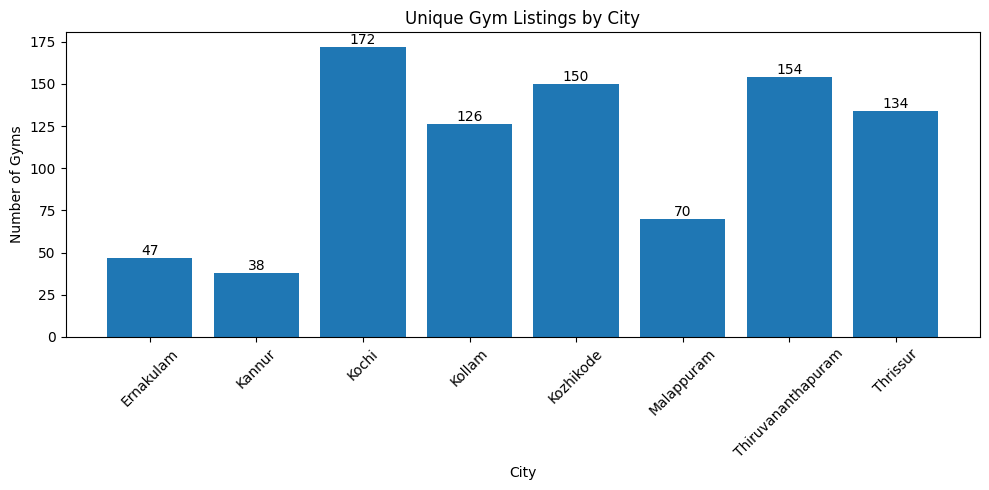 Unique Gym Listings by City
Number of Gyms
175
150
125
100
75
50
25
0
47
38
172
126
150
70
154
134
Ernakulam
Kannur
Kochi
Kollam
Kozhikode
Malappuram
Thiruvananthapuram
Thrissur
City